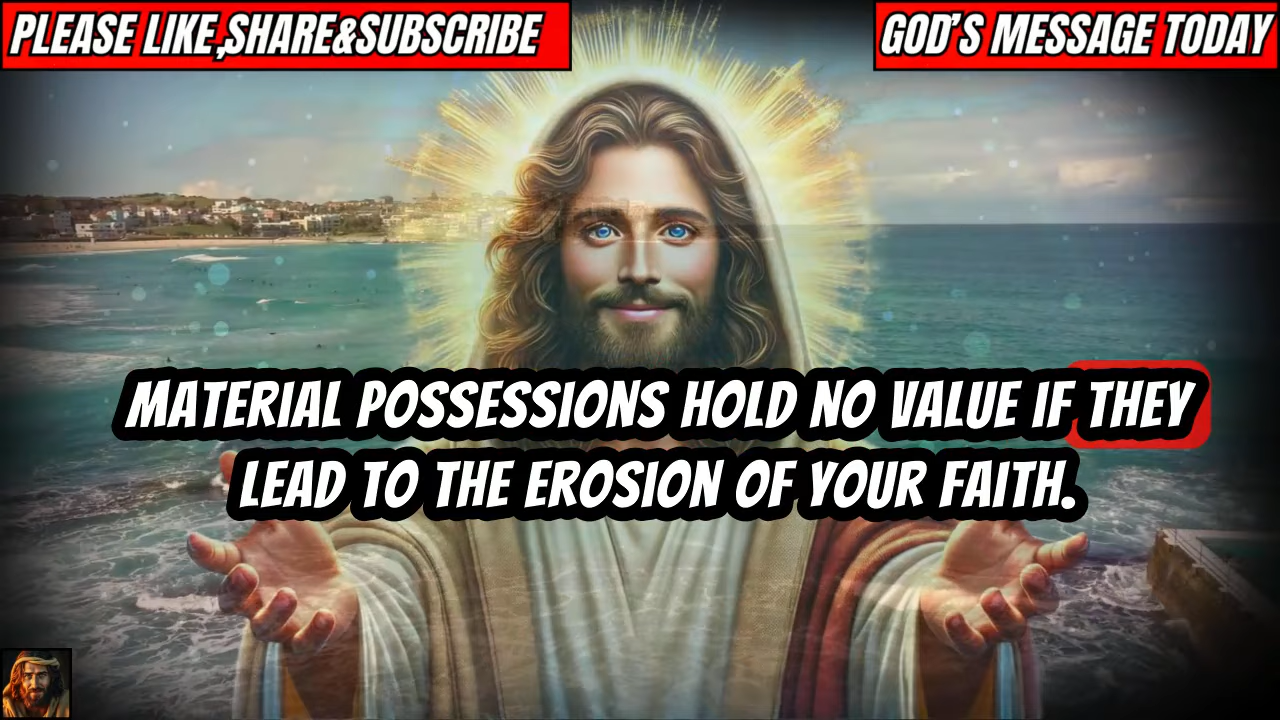 PLEASE LIKE,SHARE&SUBSCRIBE
GOD'S MESSAGE TODAY
MATERIAL POSSESSIONS HOLD NO VALUE IF THEY
LEAD TO THE EROSION OF YOUR FAITH.